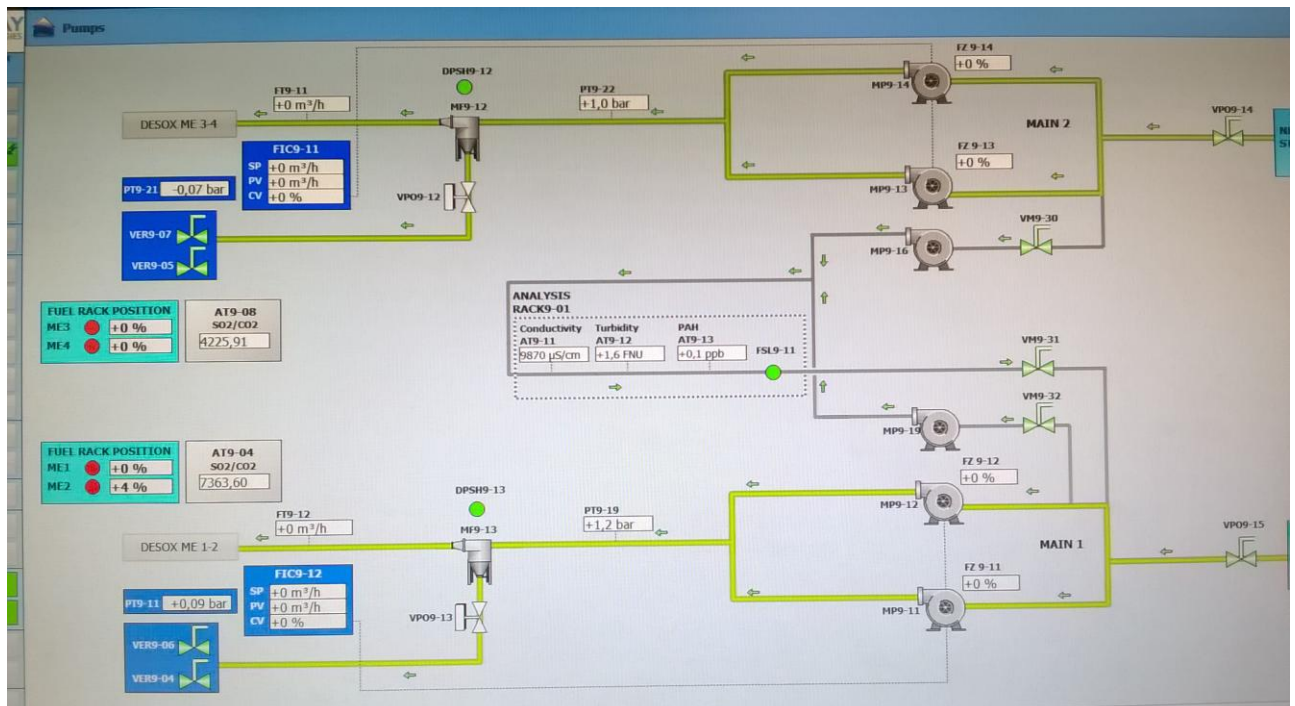 AY
Pumps
FZ 9-14
+0 %
DPSH9-12
MP9-14
FT9-11
+0 m³/h
MF9-12
PT9-22
+1,0 bar
VPO9-14
DESOX ME 3-4
MAIN 2
FIC9-11
SP +0 m³/h
PV +0 m³/h
CV +0 %
FZ 9-13
+0 %
PT9-21 -0,07 bar
VPO9-12
MP9-13
VER9-07
VER9-05
VM9-30
MP9-16
ANALYSIS
RACK9-01
FUEL RACK POSITION
ME3 +0 %
ME4 +0 %
AT9-08
SO2/CO2
4225,91
Conductivity Turbidity PAH
AT9-11 AT9-12 AT9-13
9870 µS/cm +1,6 FNU +0,1 ppb
FSL9-11
VM9-31
VM9-32
MP9-19
FUEL RACK POSITION
ME1 +0 %
ME2 +4 %
AT9-04
SO2/CO2
7363,60
FZ 9-12
+0 %
DPSH9-13
MP9-12
FT9-12
+0 m³/h
MF9-13
PT9-19
+1,2 bar
VPO9-15
DESOX ME 1-2
MAIN 1
FIC9-12
SP +0 m³/h
PV +0 m³/h
CV +0 %
FZ 9-11
+0 %
PT9-11 +0,09 bar
VPO9-13
MP9-11
VER9-06
VER9-04